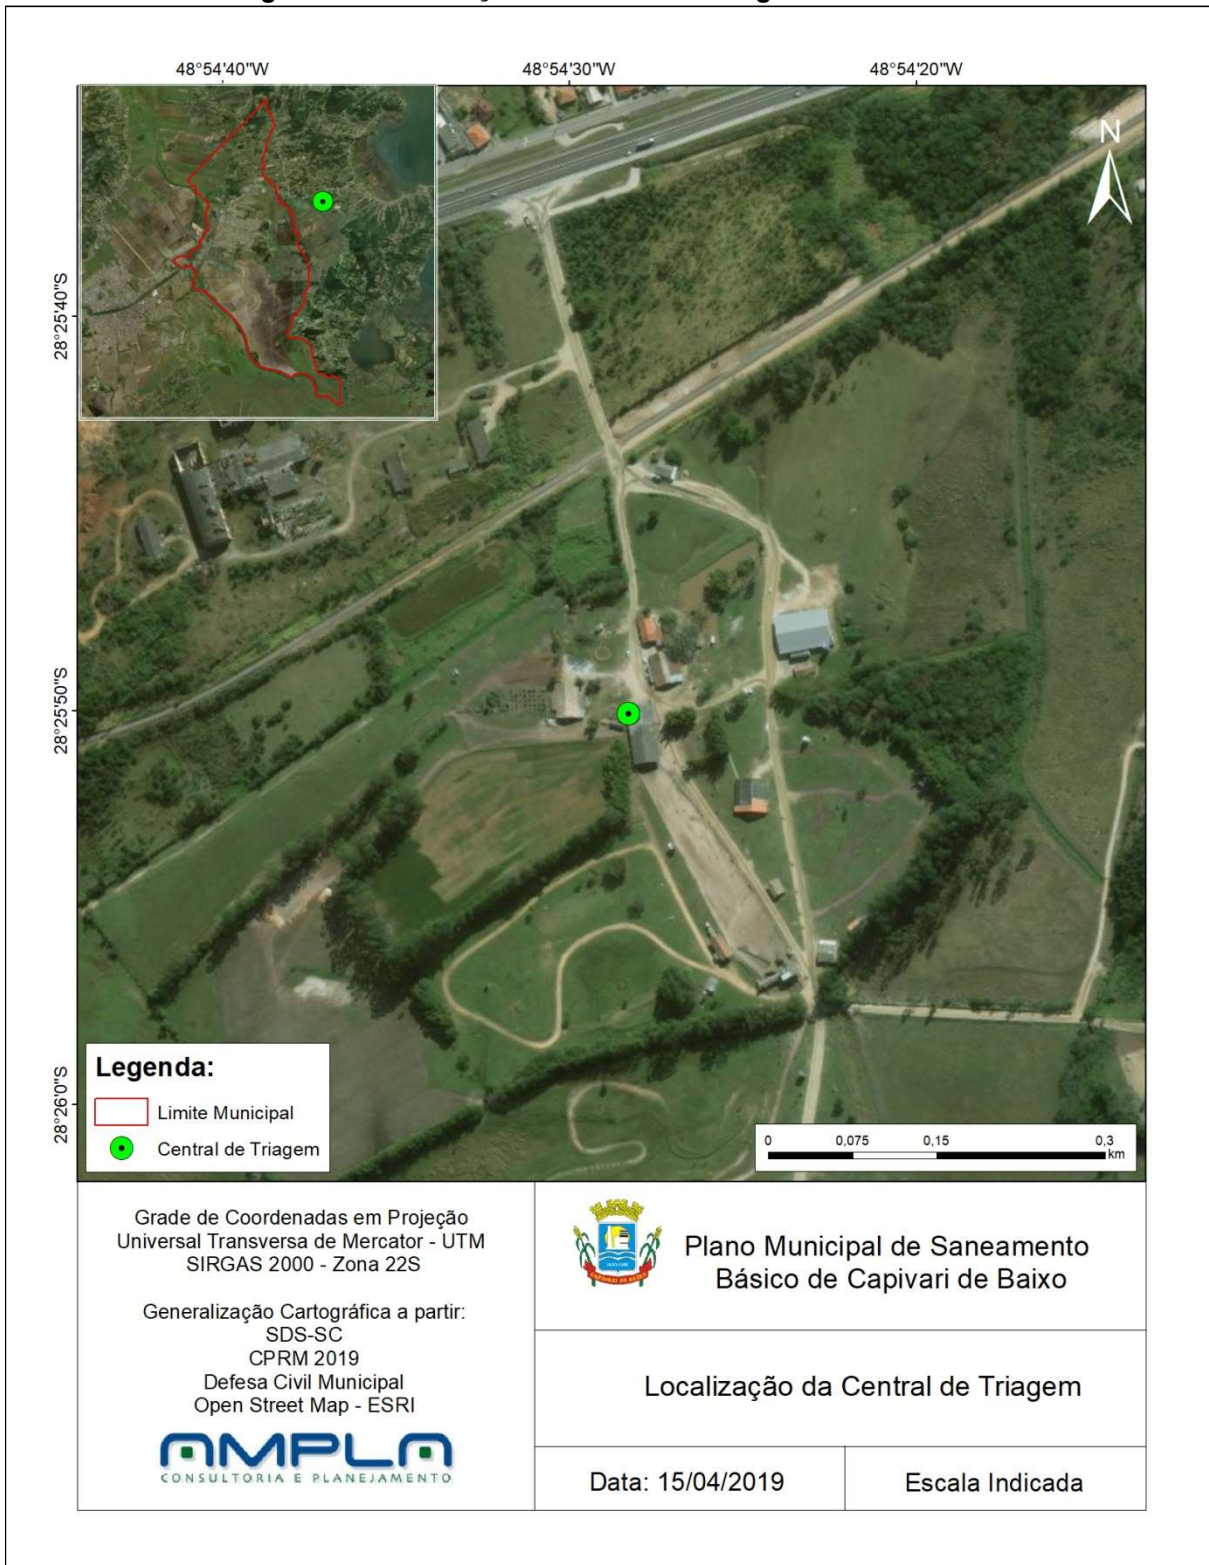 48°54'40"W
48°54'30"W
48°54'20"W
N
28°25'40"S
28°25'50"S
28°26'0"S
Legenda:
Limite Municipal
Central de Triagem
0
0,075
0,15
0,3
km
Grade de Coordenadas em Projeção
Universal Transversa de Mercator - UTM
SIRGAS 2000 - Zona 22S
Generalização Cartográfica a partir:
SDS-SC
CPRM 2019
Defesa Civil Municipal
Open Street Map - ESRI
AMPLA
CONSULTORIA E PLANEJAMENTO
CAPIVARI DE BAIXO
Plano Municipal de Saneamento
Básico de Capivari de Baixo
Localização da Central de Triagem
Data: 15/04/2019
Escala Indicada